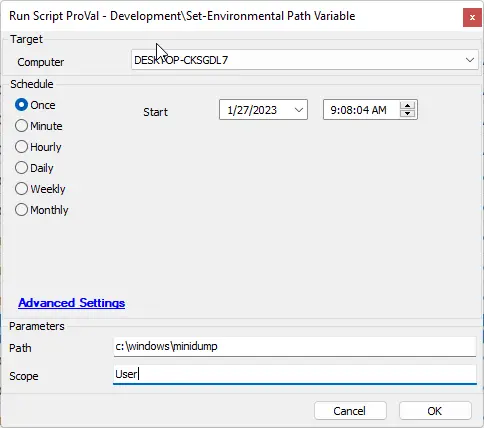 Run Script ProVal - Development\Set-Environmental Path Variable
Target
Computer DESKTOP-CKSGDL7
Schedule
Once Start 1/27/2023 9:08:04 AM
Minute
Hourly
Daily
Weekly
Monthly
Advanced Settings
Parameters
Path c:\windows\minidump
Scope User
Cancel OK